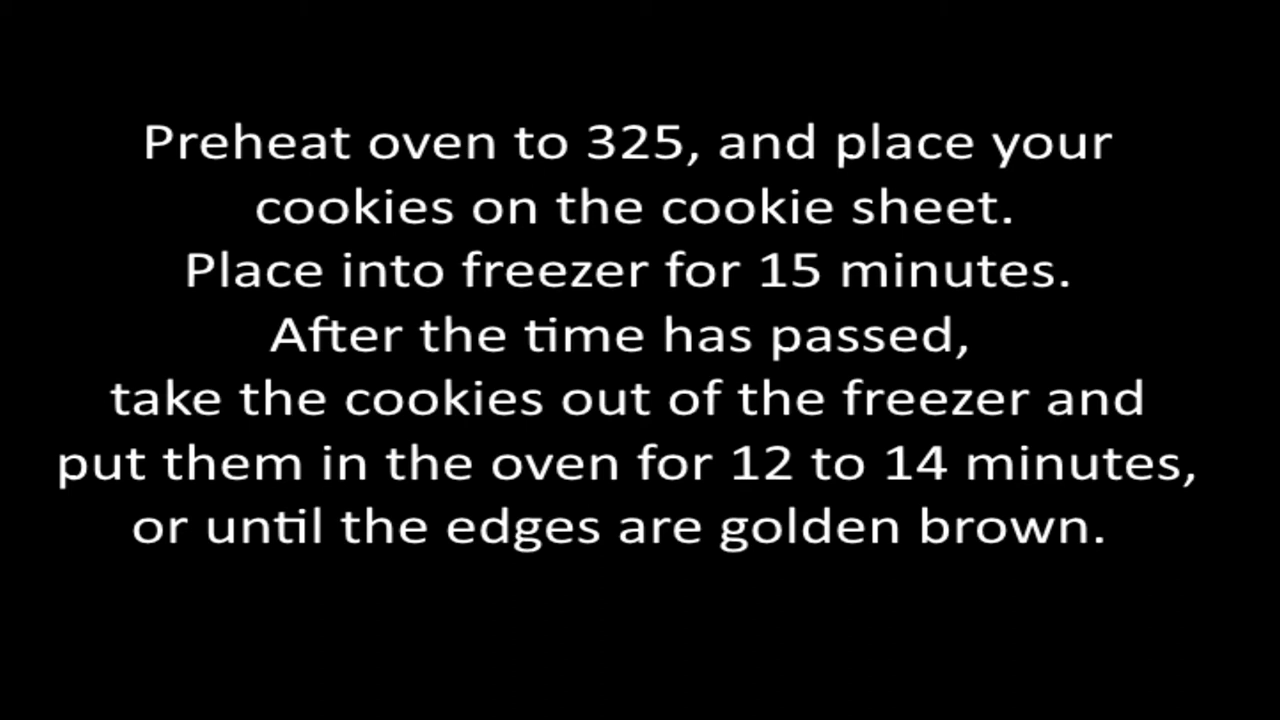 Preheat oven to 325, and place your
cookies on the cookie sheet.
Place into freezer for 15 minutes.
After the time has passed,
take the cookies out of the freezer and
put them in the oven for 12 to 14 minutes,
or until the edges are golden brown.